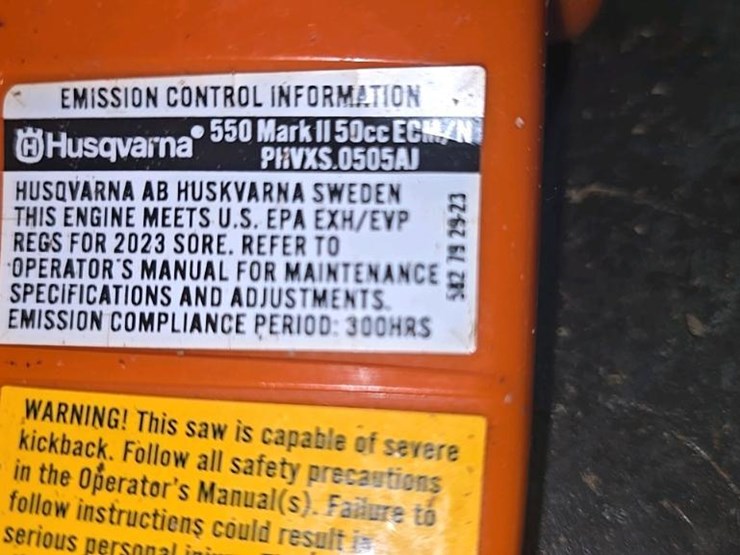 EMISSION CONTROL INFORMATION
Husqvarna® 550 Mark II 50cc ECM/N
PHVXS.0505AJ
HUSQVARNA AB HUSKVARNA SWEDEN
THIS ENGINE MEETS U.S. EPA EXH/EVP
REGS FOR 2023 SORE. REFER TO
OPERATOR'S MANUAL FOR MAINTENANCE
SPECIFICATIONS AND ADJUSTMENTS.
EMISSION COMPLIANCE PERIOD: 300HRS
582 79 29-23
WARNING! This saw is capable of severe
kickback. Follow all safety precautions
in the Operator's Manual(s). Failure to
follow instructions could result in
serious personal